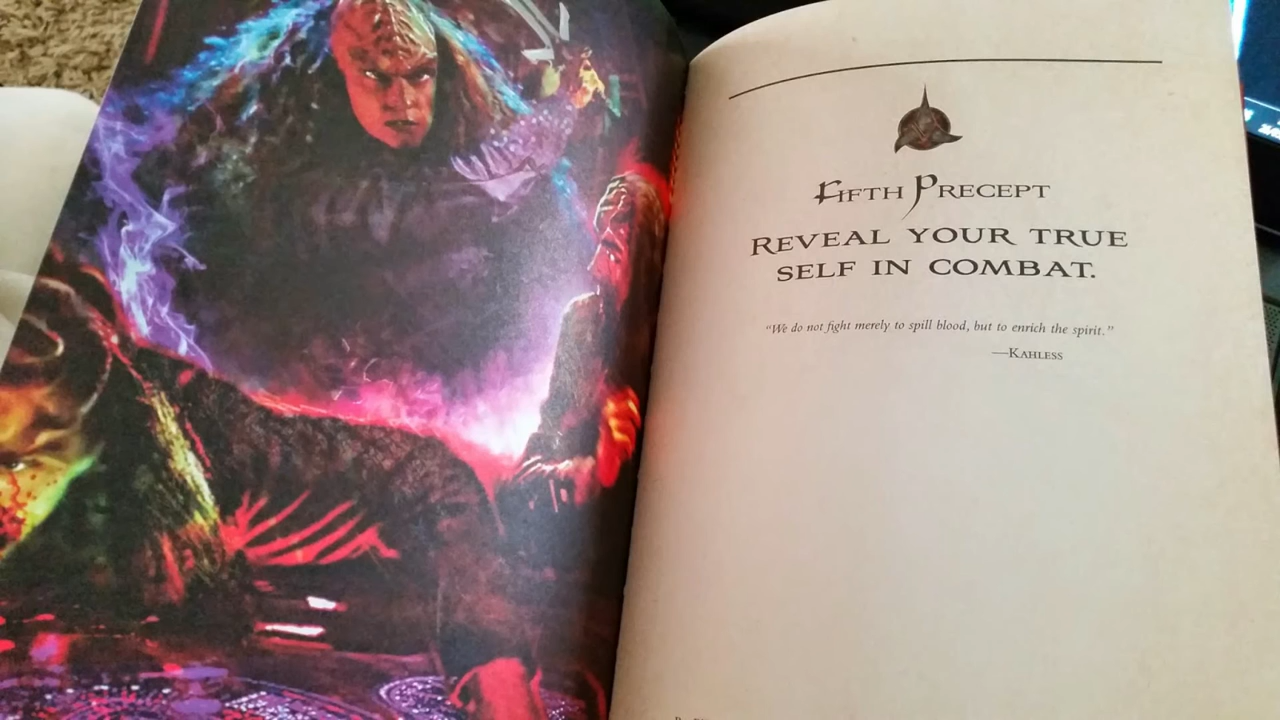 Fifth Precept
Reveal your true
self in combat.
“We do not fight merely to spill blood, but to enrich the spirit.”
—Kahless